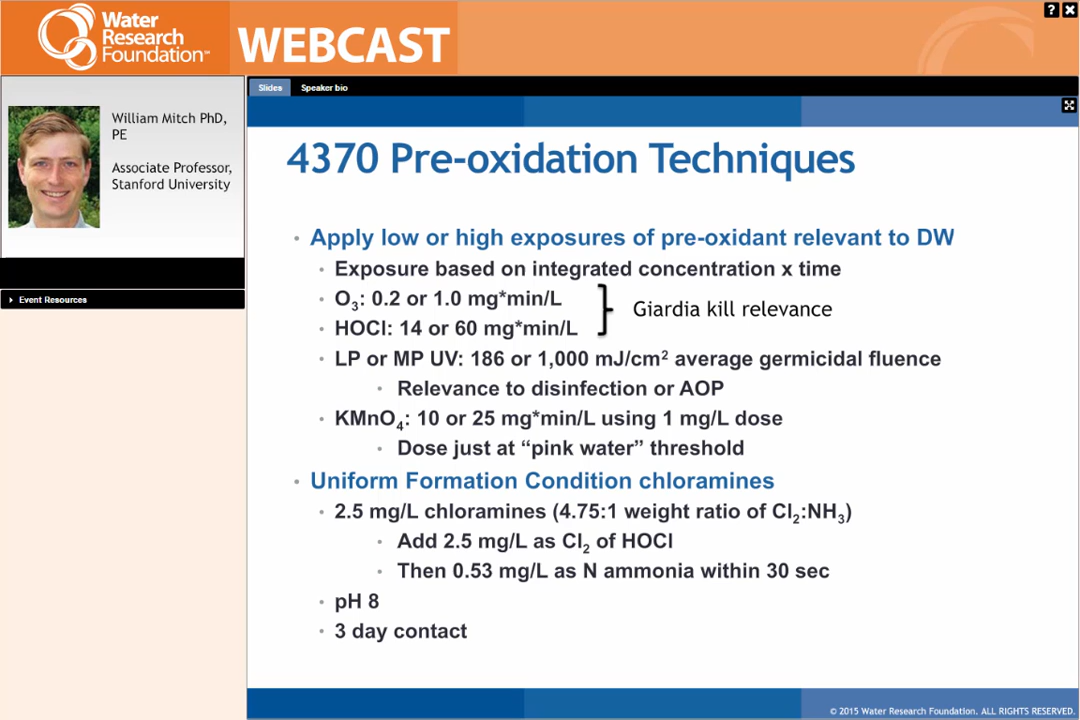 Water
Research
Foundation™
WEBCAST
? ×
William Mitch PhD,
PE
Associate Professor,
Stanford University
Event Resources
Slides
Speaker bio
4370 Pre-oxidation Techniques
• Apply low or high exposures of pre-oxidant relevant to DW
• Exposure based on integrated concentration x time
• O₃: 0.2 or 1.0 mg*min/L
• HOCl: 14 or 60 mg*min/L
Giardia kill relevance
• LP or MP UV: 186 or 1,000 mJ/cm² average germicidal fluence
• Relevance to disinfection or AOP
• KMnO₄: 10 or 25 mg*min/L using 1 mg/L dose
• Dose just at “pink water” threshold
• Uniform Formation Condition chloramines
• 2.5 mg/L chloramines (4.75:1 weight ratio of Cl₂:NH₃)
• Add 2.5 mg/L as Cl₂ of HOCl
• Then 0.53 mg/L as N ammonia within 30 sec
• pH 8
• 3 day contact
© 2015 Water Research Foundation. ALL RIGHTS RESERVED.